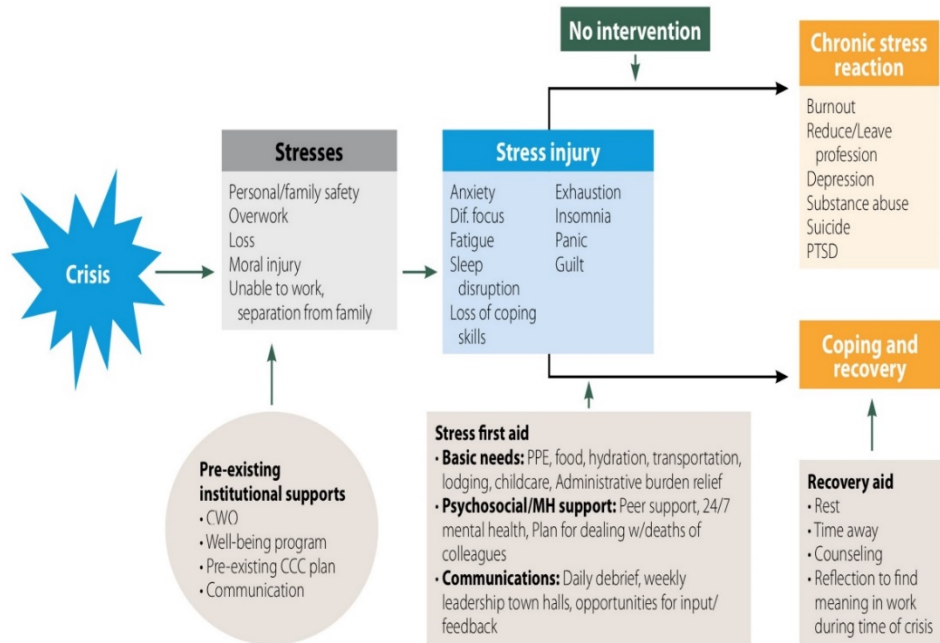 No intervention
Chronic stress
reaction
Burnout
Reduce/Leave
profession
Depression
Substance abuse
Suicide
PTSD
Stresses
Personal/family safety
Overwork
Loss
Moral injury
Unable to work,
separation from family
Stress injury
Anxiety
Dif. focus
Fatigue
Sleep
disruption
Loss of coping
skills
Exhaustion
Insomnia
Panic
Guilt
Crisis
Coping and
recovery
Pre-existing
institutional supports
• CWO
• Well-being program
• Pre-existing CCC plan
• Communication
Stress first aid
• Basic needs: PPE, food, hydration, transportation,
lodging, childcare, Administrative burden relief
• Psychosocial/MH support: Peer support, 24/7
mental health, Plan for dealing w/deaths of
colleagues
• Communications: Daily debrief, weekly
leadership town halls, opportunities for input/
feedback
Recovery aid
• Rest
• Time away
• Counseling
• Reflection to find
meaning in work
during time of crisis